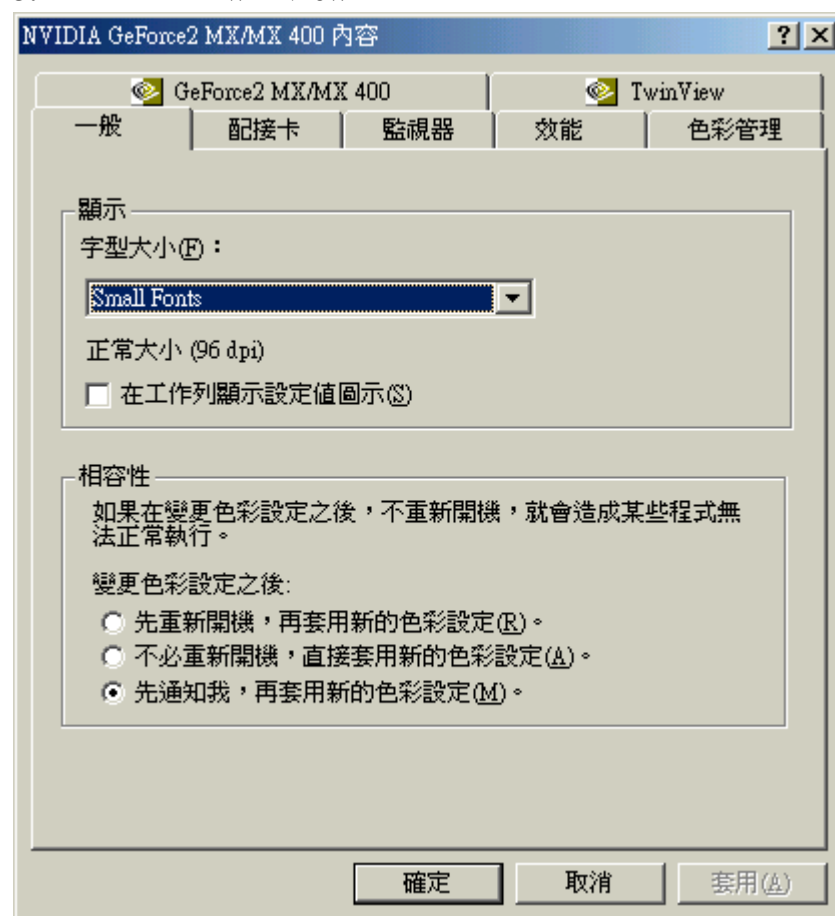 NVIDIA GeForce2 MX/MX 400 內容
GeForce2 MX/MX 400
TwinView
一般
配接卡
監視器
效能
色彩管理
顯示
字型大小(F)：
Small Fonts
正常大小 (96 dpi)
在工作列顯示設定值圖示(S)
相容性
如果在變更色彩設定之後，不重新開機，就會造成某些程式無
法正常執行。
變更色彩設定之後:
先重新開機，再套用新的色彩設定(R)。
不必重新開機，直接套用新的色彩設定(A)。
先通知我，再套用新的色彩設定(M)。
確定
取消
套用(A)